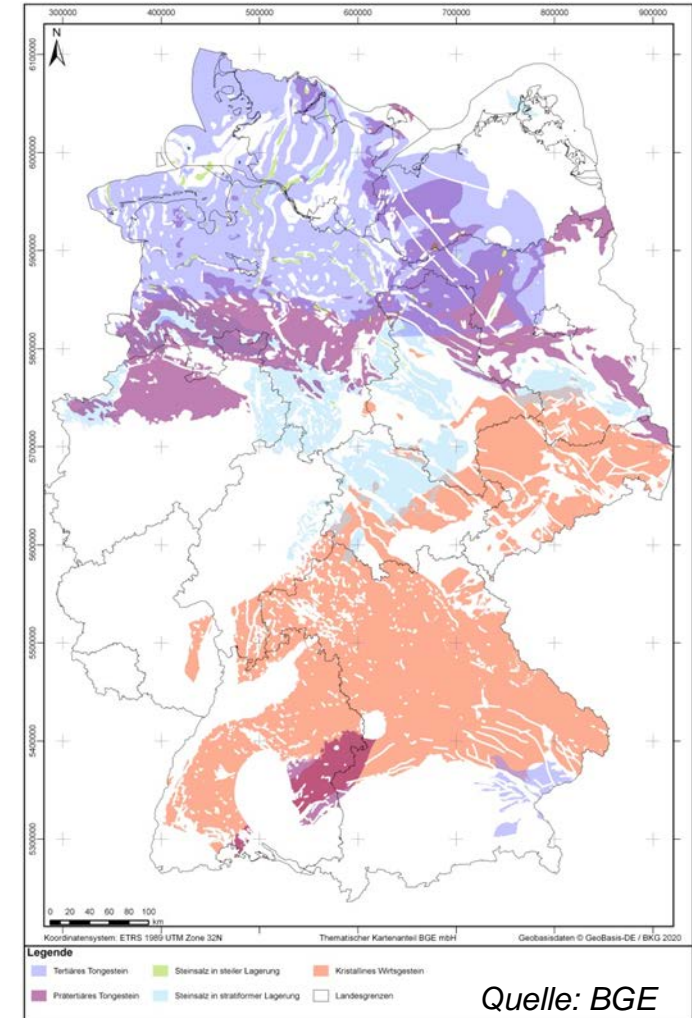 300000 400000 500000 600000 700000 800000 900000
N
6100000
6000000
5900000
5800000
5700000
5600000
5500000
5400000
5300000
0 20 40 60 80 100
km
Koordinatensystem: ETRS 1989 UTM Zone 32N Thematischer Kartenanteil BGE mbH Geobasisdaten © GeoBasis-DE / BKG 2020
Legende
Tertiäres Tongestein Steinsalz in steiler Lagerung Kristallines Wirtsgestein
Prätertiäres Tongestein Steinsalz in stratiformer Lagerung Landesgrenzen
Quelle: BGE